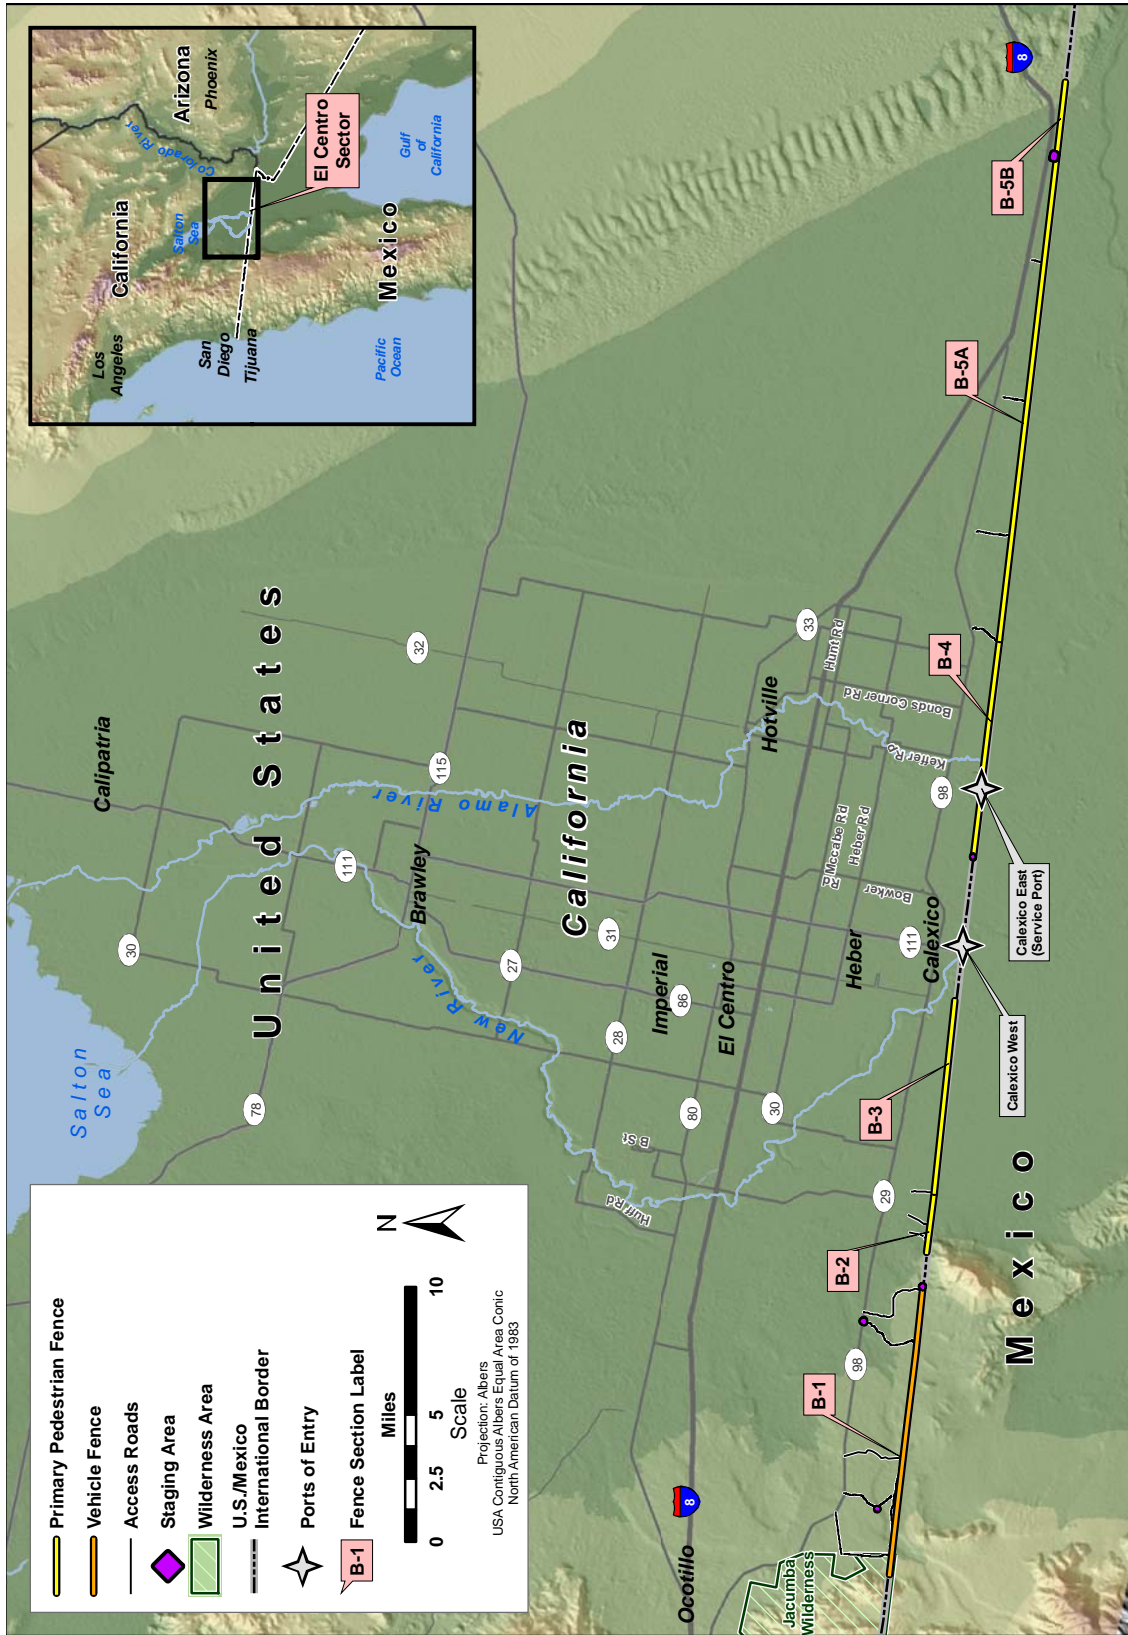 Primary Pedestrian Fence
Vehicle Fence
Access Roads
Staging Area
Wilderness Area
U.S./Mexico
International Border
Ports of Entry
B-1
Fence Section Label
N
Miles
0
2.5
5
10
Scale
Projection: Albers
USA Contiguous Albers Equal Area Conic
North American Datum of 1983
California
Arizona
Phoenix
Colorado River
Los
Angeles
Salton
Sea
San
Diego
Tijuana
El Centro
Sector
Pacific
Ocean
Mexico
Gulf
of
California
Salton
Sea
30
Calipatria
78
United States
111
Brawley
115
32
New River
27
Alamo River
31
California
28
Imperial
86
B St
Huff Rd
80
El Centro
Hotville
30
33
Hunt Rd
Mccabe Rd
Heber Rd
Bowker
Rd
Bonds Corner Rd
Keffer Rd
Heber
111
Calexico
98
29
98
8
Ocotillo
Jacumba
Wilderness
B-1
B-2
B-3
B-4
B-5A
B-5B
8
Calexico West
Calexico East
(Service Port)
Mexico